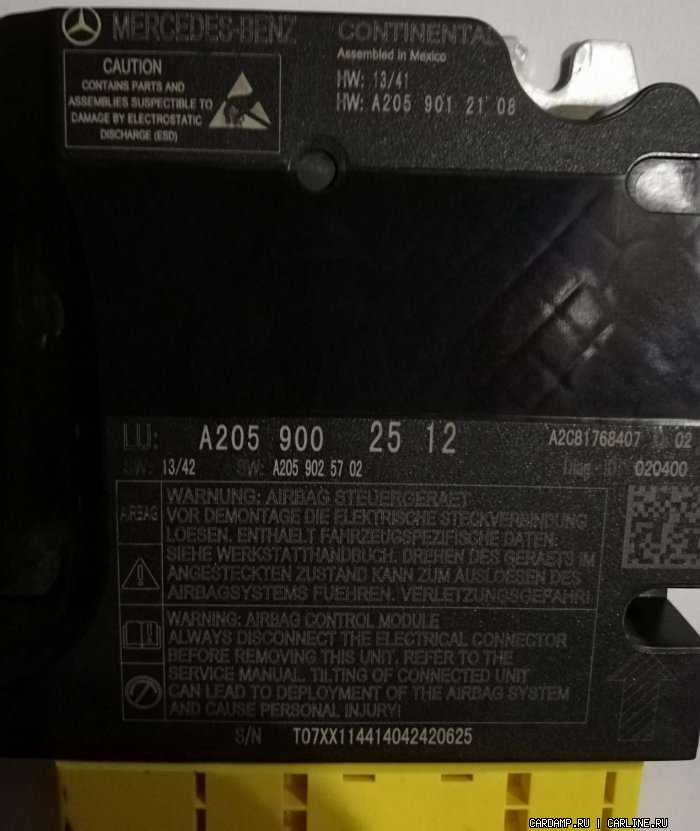 MERCEDES-BENZ
CONTINENTAL
Assembled in Mexico
HW: 13/41
HW: A205 901 21 08
CAUTION
CONTAINS PARTS AND
ASSEMBLIES SUSPECTIBLE TO
DAMAGE BY ELECTROSTATIC
DISCHARGE (ESD)
LU: A205 900 25 12
A2C81768407 02
SW: 13/42 SW: A205 902 57 02
Diag ID: 020400
AIRBAG
WARNUNG: AIRBAG STEUERGERAET
VOR DEMONTAGE DIE ELEKTRISCHE STECKVERBINDUNG
LOESEN. ENTHAELT FAHRZEUGSPEZIFISCHE DATEN.
SIEHE WERKSTATTHANDBUCH. DREHEN DES GERAETS IM
ANGESTECKTEN ZUSTAND KANN ZUM AUSLOESEN DES
AIRBAGSYSTEMS FUEHREN. VERLETZUNGSGEFAHR!
WARNING: AIRBAG CONTROL MODULE
ALWAYS DISCONNECT THE ELECTRICAL CONNECTOR
BEFORE REMOVING THIS UNIT. REFER TO THE
SERVICE MANUAL. TILTING OF CONNECTED UNIT
CAN LEAD TO DEPLOYMENT OF THE AIRBAG SYSTEM
AND CAUSE PERSONAL INJURY!
S/N T07XX114414042420625
CARDAMP.RU | CARLINE.RU